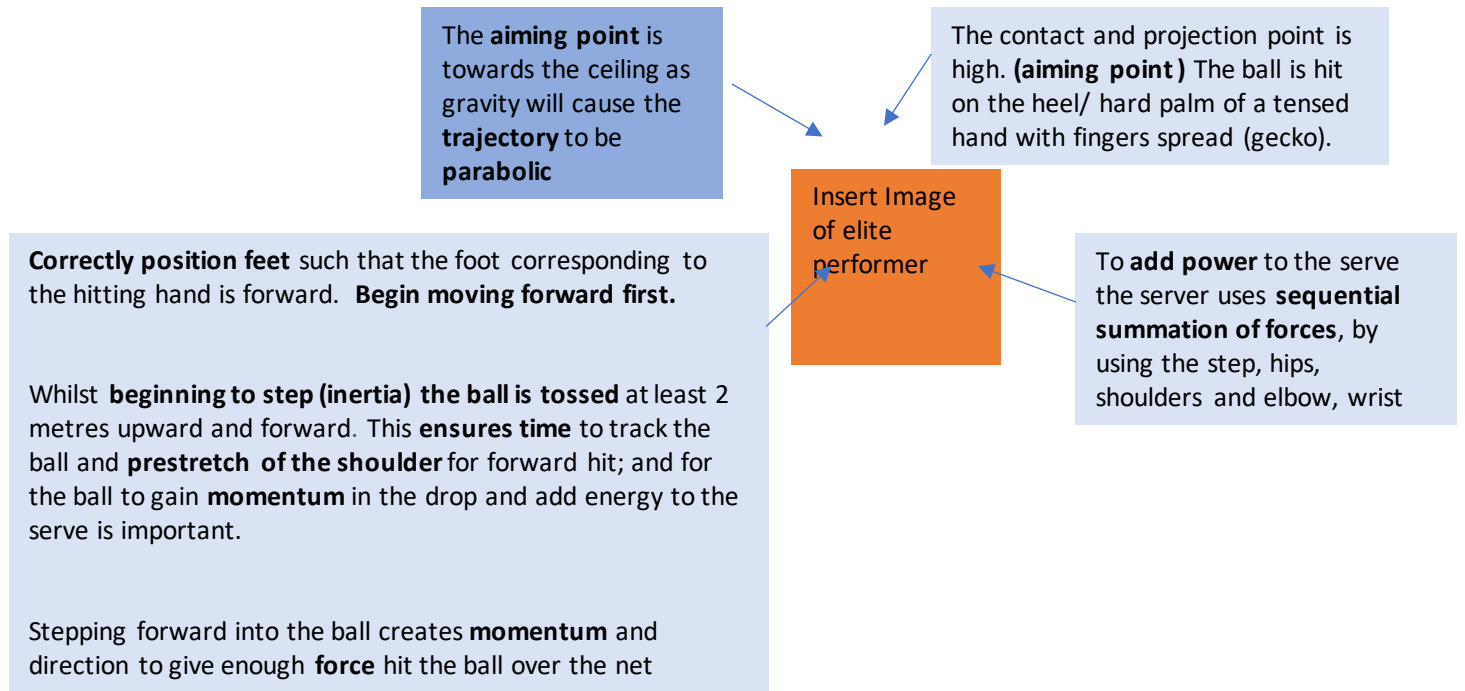 The aiming point is
towards the ceiling as
gravity will cause the
trajectory to be
parabolic
The contact and projection point is
high. (aiming point ) The ball is hit
on the heel/ hard palm of a tensed
hand with fingers spread (gecko).
Insert Image
of elite
performer
Correctly position feet such that the foot corresponding to
the hitting hand is forward. Begin moving forward first.
Whilst beginning to step (inertia) the ball is tossed at least 2
metres upward and forward. This ensures time to track the
ball and prestretch of the shoulder for forward hit; and for
the ball to gain momentum in the drop and add energy to the
serve is important.
Stepping forward into the ball creates momentum and
direction to give enough force hit the ball over the net
To add power to the serve
the server uses sequential
summation of forces, by
using the step, hips,
shoulders and elbow, wrist